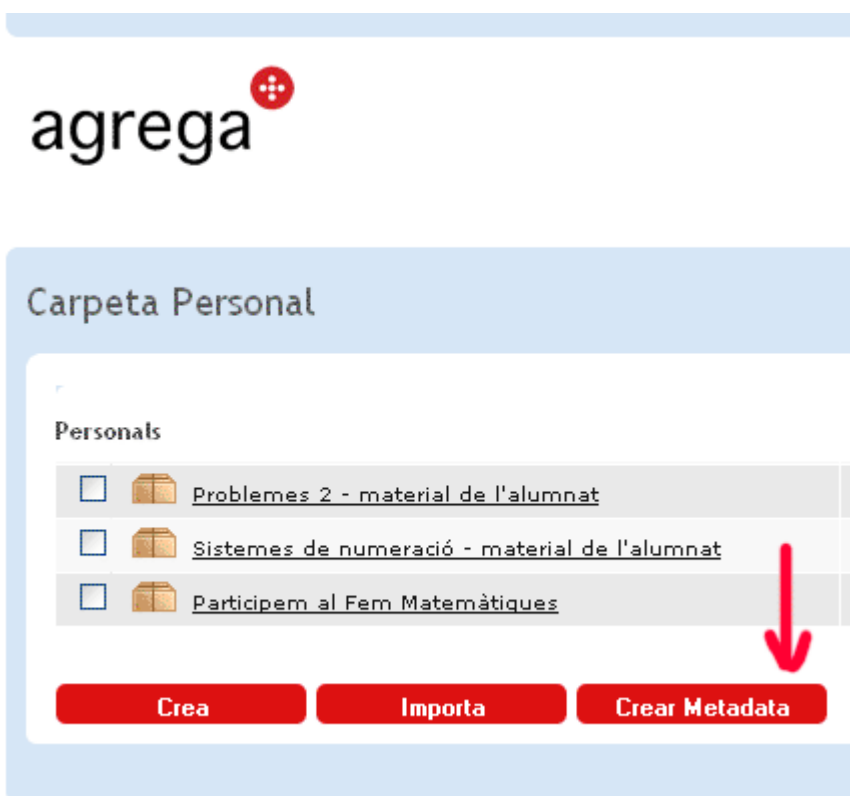 agrega
Carpeta Personal
Personals
Problemes 2 - material de l'alumnat
Sistemes de numeració - material de l'alumnat
Participem al Fem Matemàtiques
Crea
Importa
Crear Metadata